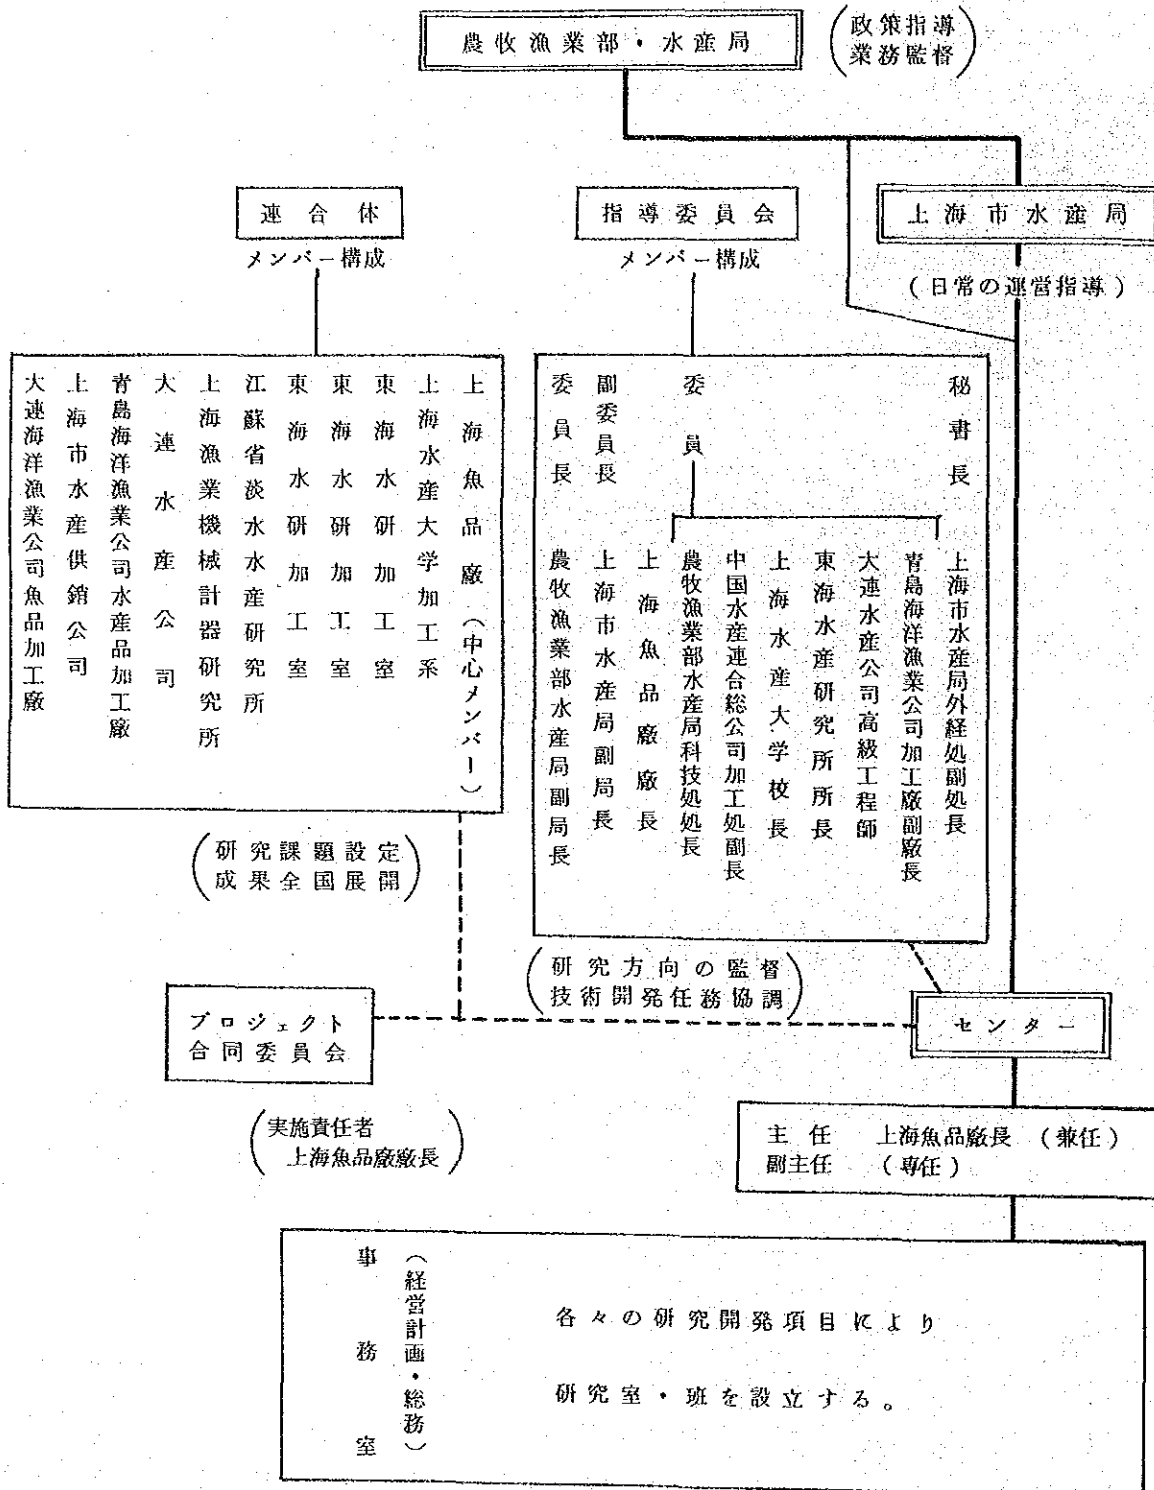 農牧漁業部・水産局
(政策指導
業務監督)
連合体
メンバー構成
指導委員会
メンバー構成
上海市水産局
(日常の運営指導)
上海魚品廠(中心メンバー)
上海水産大学加工系
東海水研加工室
東海水研加工室
東海水研加工室
江蘇省淡水水産研究所
上海漁業機械計器研究所
大連水産公司
青島海洋漁業公司水産品加工廠
上海市水産供銷公司
大連海洋漁業公司魚品加工廠
(研究課題設定
成果全国展開)
秘書長
委員
副委員長
委員長
上海市水産局外経処副処長
青島海洋漁業公司加工廠副廠長
大連水産公司高級工程師
東海水産研究所所長
上海水産大学校長
中国水産連合総公司加工処副長
農牧漁業部水産局科技処処長
上海魚品廠廠長
上海市水産局副局長
農牧漁業部水産局副局長
(研究方向の監督
技術開発任務協調)
プロジェクト
合同委員会
センター
(実施責任者
上海魚品廠廠長)
主任 上海魚品廠長 (兼任)
副主任 (専任)
(経営計画・総務)
事務室
各々の研究開発項目により
研究室・班を設立する。